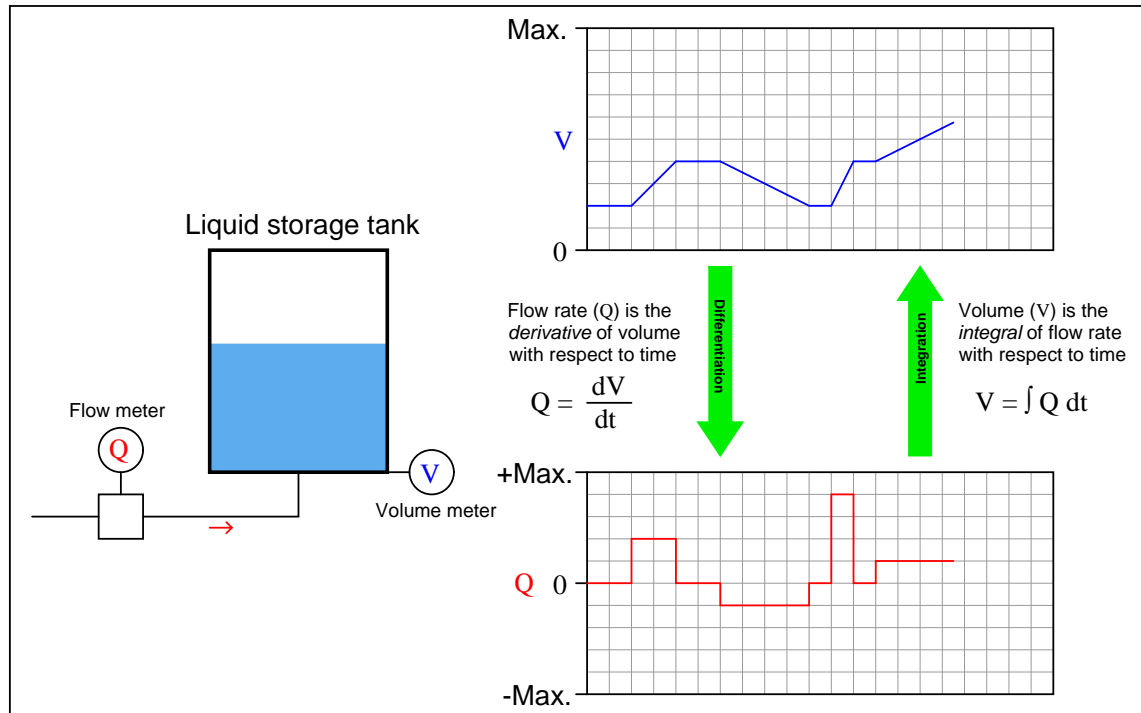 Liquid storage tank
Flow meter
Q
V
Volume meter
Max.
V
0
Flow rate (Q) is the
derivative of volume
with respect to time
Q = dV/dt
Differentiation
Integration
Volume (V) is the
integral of flow rate
with respect to time
V = ∫ Q dt
+Max.
Q 0
-Max.